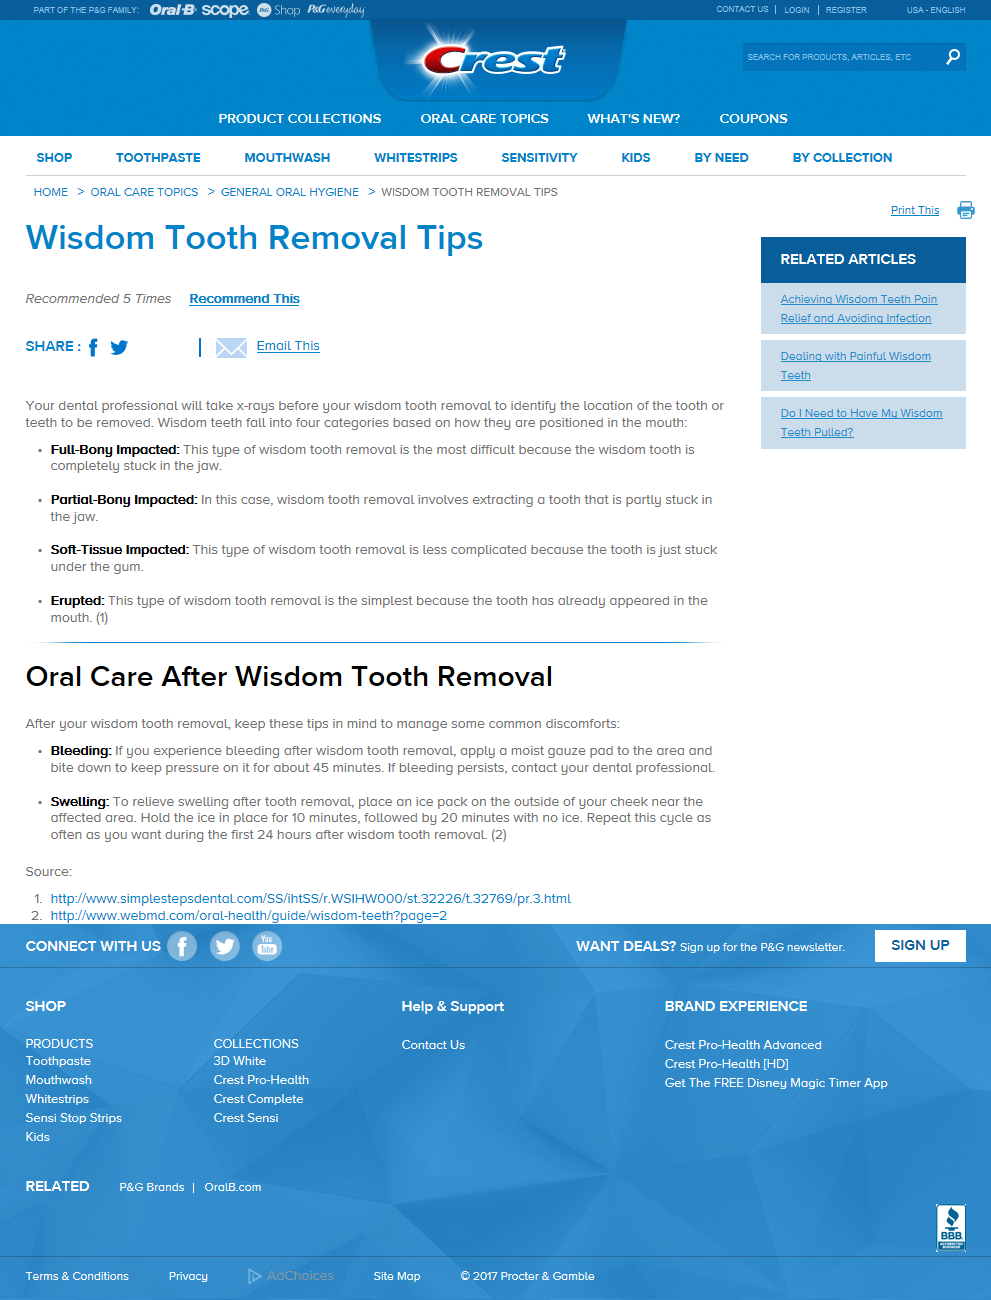 PART OF THE P&G FAMILY: Oral-B scope P&G Shop P&G everyday
CONTACT US | LOGIN | REGISTER USA - ENGLISH
Crest
SEARCH FOR PRODUCTS, ARTICLES, ETC
PRODUCT COLLECTIONS ORAL CARE TOPICS WHAT'S NEW? COUPONS
SHOP TOOTHPASTE MOUTHWASH WHITESTRIPS SENSITIVITY KIDS BY NEED BY COLLECTION
HOME > ORAL CARE TOPICS > GENERAL ORAL HYGIENE > WISDOM TOOTH REMOVAL TIPS
Print This
Wisdom Tooth Removal Tips
Recommended 5 Times Recommend This
SHARE : | Email This
Your dental professional will take x-rays before your wisdom tooth removal to identify the location of the tooth or
teeth to be removed. Wisdom teeth fall into four categories based on how they are positioned in the mouth:
• Full-Bony Impacted: This type of wisdom tooth removal is the most difficult because the wisdom tooth is
completely stuck in the jaw.
• Partial-Bony Impacted: In this case, wisdom tooth removal involves extracting a tooth that is partly stuck in
the jaw.
• Soft-Tissue Impacted: This type of wisdom tooth removal is less complicated because the tooth is just stuck
under the gum.
• Erupted: This type of wisdom tooth removal is the simplest because the tooth has already appeared in the
mouth. (1)
RELATED ARTICLES
Achieving Wisdom Teeth Pain
Relief and Avoiding Infection
Dealing with Painful Wisdom
Teeth
Do I Need to Have My Wisdom
Teeth Pulled?
Oral Care After Wisdom Tooth Removal
After your wisdom tooth removal, keep these tips in mind to manage some common discomforts:
• Bleeding: If you experience bleeding after wisdom tooth removal, apply a moist gauze pad to the area and
bite down to keep pressure on it for about 45 minutes. If bleeding persists, contact your dental professional.
• Swelling: To relieve swelling after tooth removal, place an ice pack on the outside of your cheek near the
affected area. Hold the ice in place for 10 minutes, followed by 20 minutes with no ice. Repeat this cycle as
often as you want during the first 24 hours after wisdom tooth removal. (2)
Source:
1. http://www.simplestepsdental.com/SS/ihtSS/r.WSIHW000/st.32226/t.32769/pr.3.html
2. http://www.webmd.com/oral-health/guide/wisdom-teeth?page=2
CONNECT WITH US You Tube WANT DEALS? Sign up for the P&G newsletter. SIGN UP
SHOP
PRODUCTS
Toothpaste
Mouthwash
Whitestrips
Sensi Stop Strips
Kids
COLLECTIONS
3D White
Crest Pro-Health
Crest Complete
Crest Sensi
Help & Support
Contact Us
BRAND EXPERIENCE
Crest Pro-Health Advanced
Crest Pro-Health [HD]
Get The FREE Disney Magic Timer App
RELATED P&G Brands | OralB.com
BBB
ACCREDITED
BUSINESS
Terms & Conditions Privacy AdChoices Site Map © 2017 Procter & Gamble